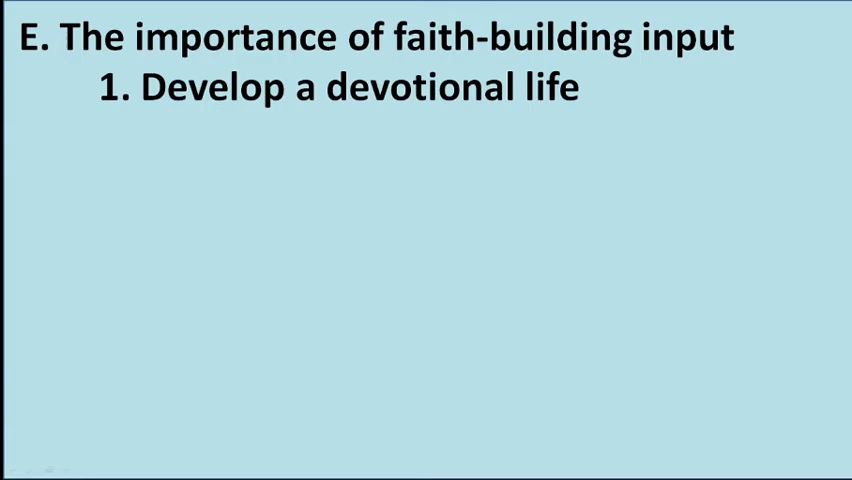 E. The importance of faith-building input
1. Develop a devotional life